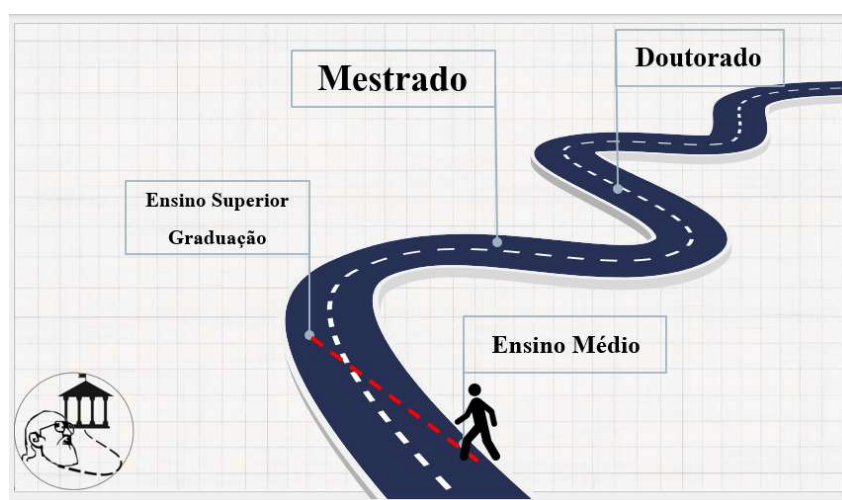 Mestrado
Doutorado
Ensino Superior
Graduação
Ensino Médio